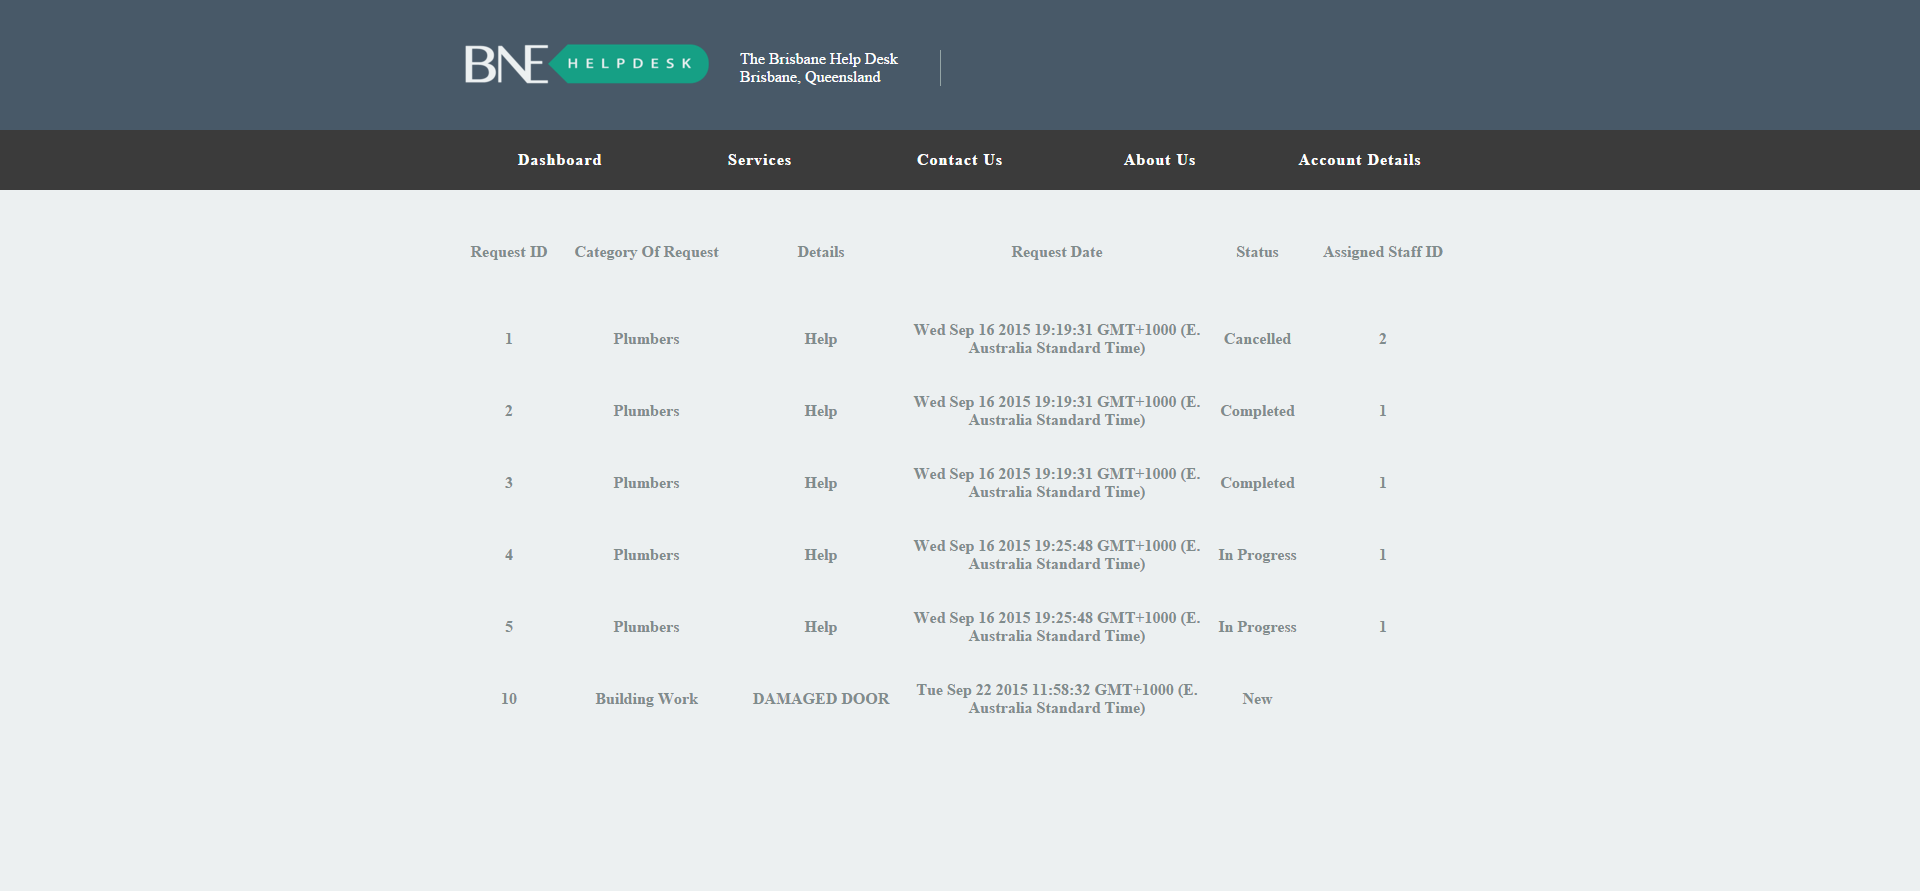 BNE HELPDESK
The Brisbane Help Desk
Brisbane, Queensland
Dashboard Services Contact Us About Us Account Details
Request ID Category Of Request Details Request Date Status Assigned Staff ID
1 Plumbers Help Wed Sep 16 2015 19:19:31 GMT+1000 (E. Australia Standard Time) Cancelled 2
2 Plumbers Help Wed Sep 16 2015 19:19:31 GMT+1000 (E. Australia Standard Time) Completed 1
3 Plumbers Help Wed Sep 16 2015 19:19:31 GMT+1000 (E. Australia Standard Time) Completed 1
4 Plumbers Help Wed Sep 16 2015 19:25:48 GMT+1000 (E. Australia Standard Time) In Progress 1
5 Plumbers Help Wed Sep 16 2015 19:25:48 GMT+1000 (E. Australia Standard Time) In Progress 1
10 Building Work DAMAGED DOOR Tue Sep 22 2015 11:58:32 GMT+1000 (E. Australia Standard Time) New